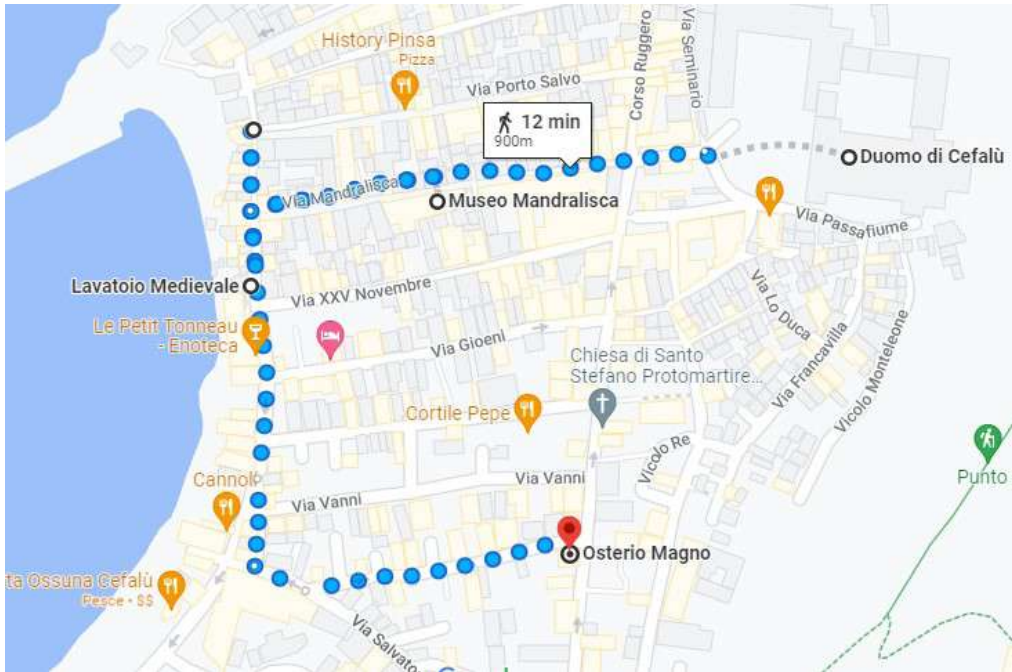 History Pinsa
Pizza
Via Porto Salvo
Corso Ruggero
Via Seminario
12 min
900m
Duomo di Cefalù
Via Mandralisca
Museo Mandralisca
Via Passafiume
Lavatoio Medievale
Via XXV Novembre
Via Lo Duca
Le Petit Tonneau
- Enoteca
Via Gioeni
Chiesa di Santo
Stefano Protomartire...
Via Francavilla
Vicolo Monteleone
Cortile Pepe
Vicolo Re
Punto
Cannoli
Via Vanni
Via Vanni
Osterio Magno
ta Ossuna Cefalù
Pesce • $$
Via Salvato